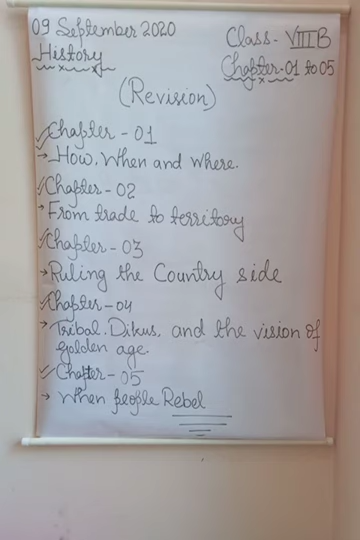 09 September 2020
Class- VIII B
History
Chapter-01 to 05
(Revision)
Chapter - 01
→ How, When and where.
Chapter - 02
→ From trade to territory
Chapter - 03
→ Ruling the Country side
Chapter - 04
→ Tribal. Dikus, and the vision of
golden age.
Chapter - 05
→ When people Rebel